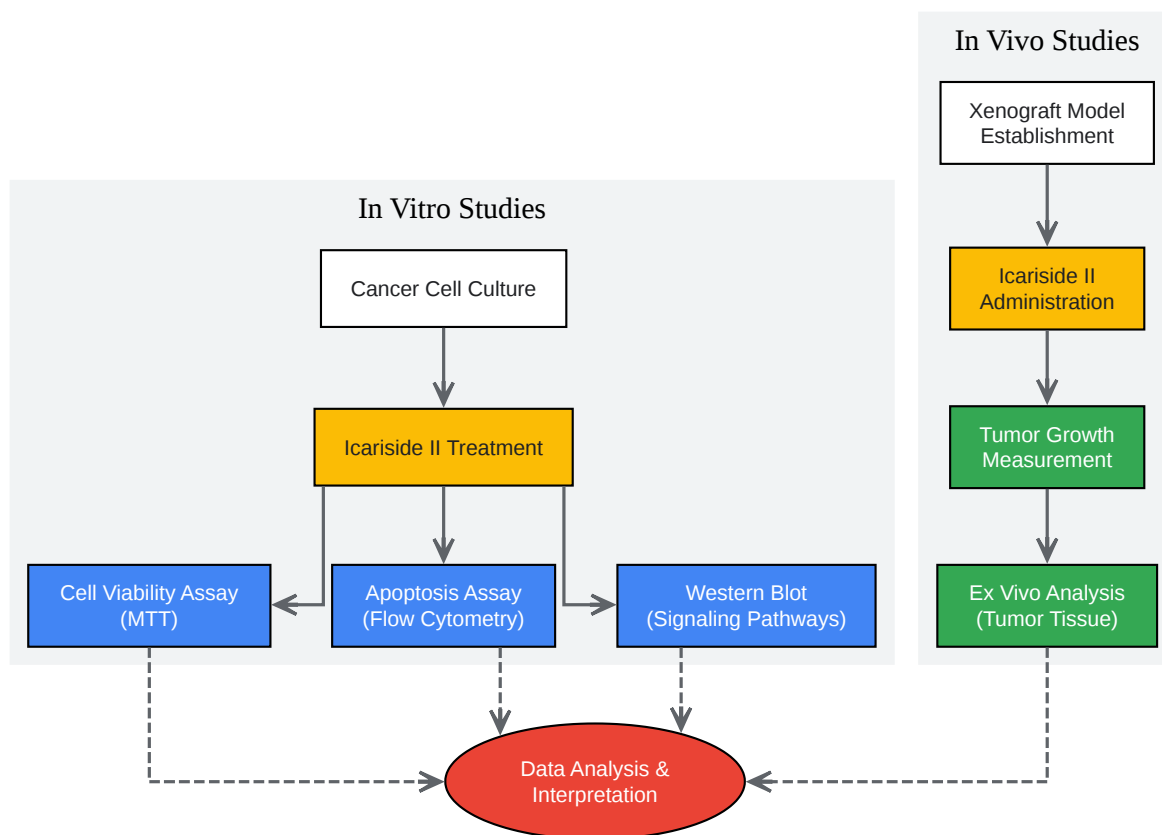 In Vivo Studies
Xenograft Model
Establishment
Icariside II
Administration
Tumor Growth
Measurement
Ex Vivo Analysis
(Tumor Tissue)
In Vitro Studies
Cancer Cell Culture
Icariside II Treatment
Cell Viability Assay
(MTT)
Apoptosis Assay
(Flow Cytometry)
Western Blot
(Signaling Pathways)
Data Analysis &
Interpretation